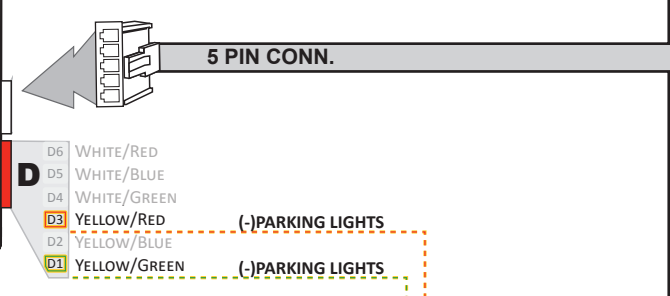 5 PIN CONN.
D
D6 WHITE/RED
D5 WHITE/BLUE
D4 WHITE/GREEN
D3 YELLOW/RED (-)PARKING LIGHTS
D2 YELLOW/BLUE
D1 YELLOW/GREEN (-)PARKING LIGHTS